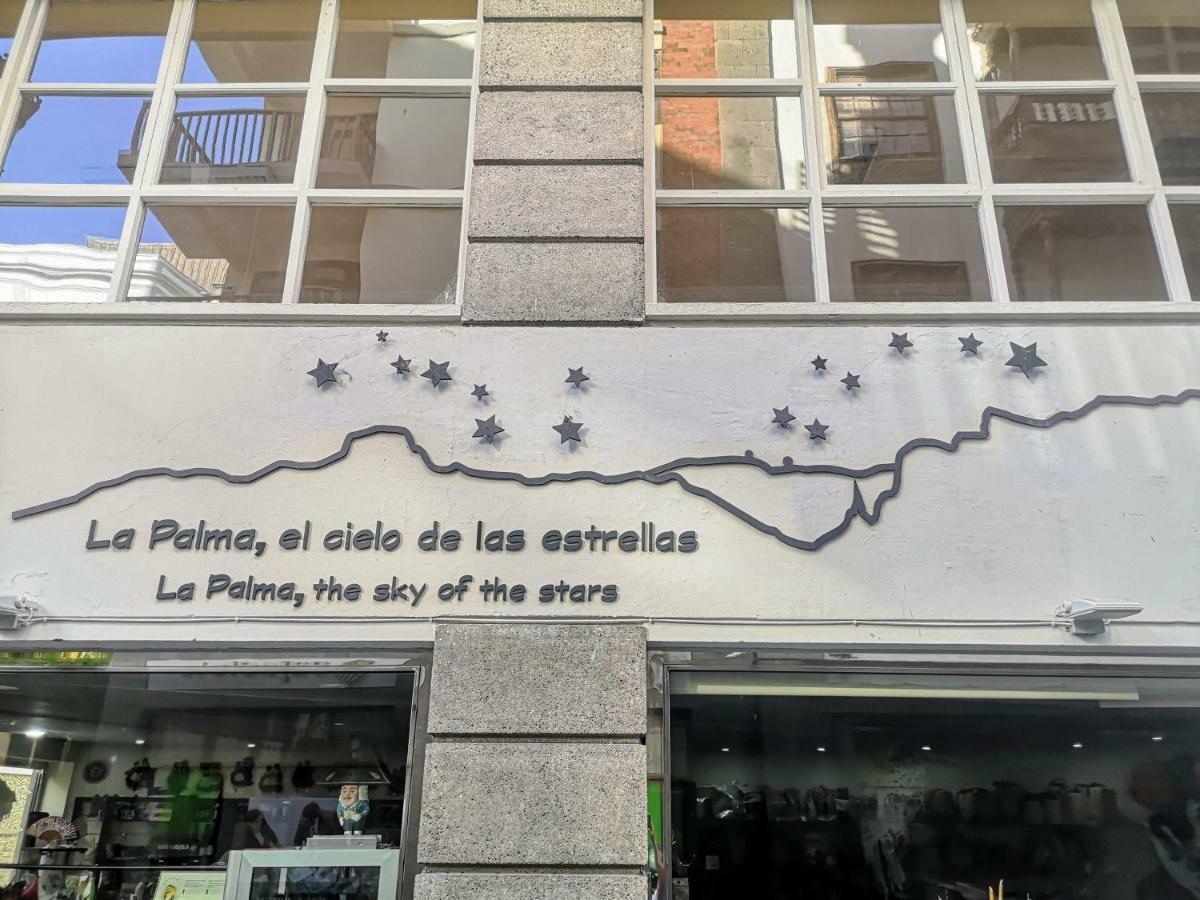 La Palma, el cielo de las estrellas
La Palma, the sky of the stars